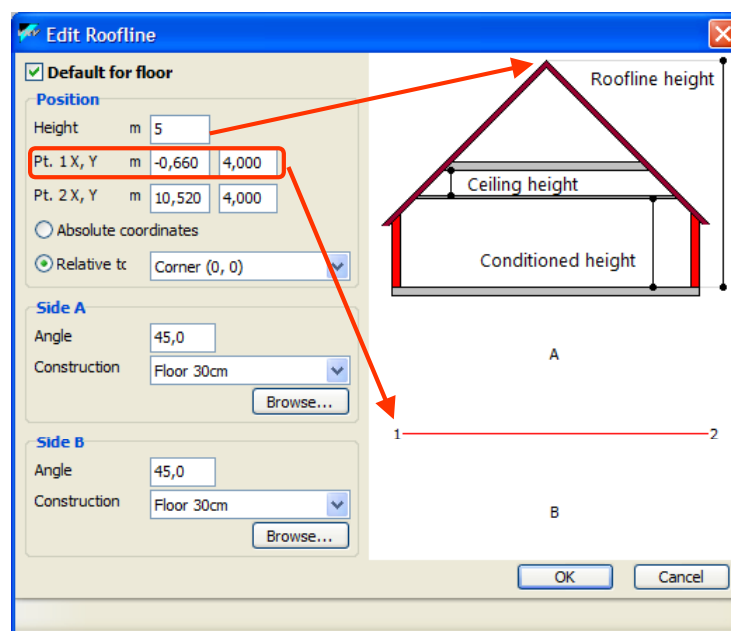 Edit Roofline
Default for floor
Position
Height m 5
Pt. 1 X, Y m -0,660 4,000
Pt. 2 X, Y m 10,520 4,000
Absolute coordinates
Relative tc Corner (0, 0)
Side A
Angle 45,0
Construction Floor 30cm
Browse...
Side B
Angle 45,0
Construction Floor 30cm
Browse...
Roofline height
Ceiling height
Conditioned height
A
1 2
B
OK Cancel